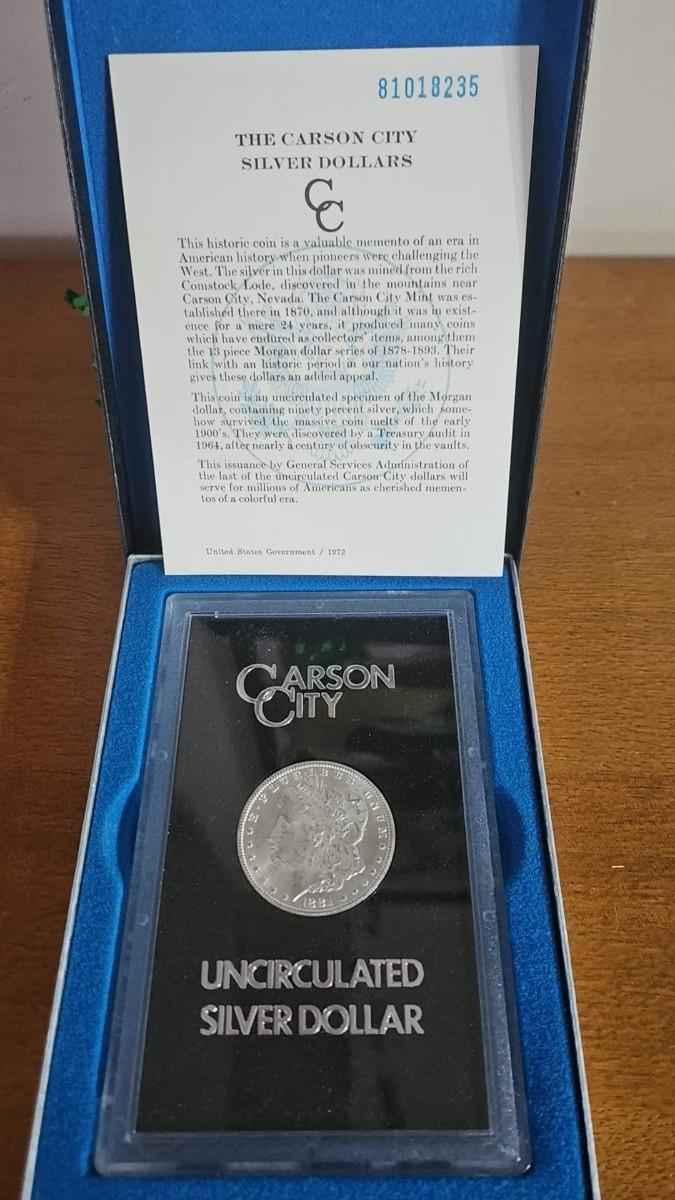 81018235
THE CARSON CITY
SILVER DOLLARS
CC
This historic coin is a valuable memento of an era in
American history when pioneers were challenging the
West. The silver in this dollar was mined from the rich
Comstock Lode, discovered in the mountains near
Carson City, Nevada. The Carson City Mint was es-
tablished there in 1870, and although it was in exist-
ence for a mere 24 years, it produced many coins
which have endured as collectors' items, among them
the 13 piece Morgan dollar series of 1878-1893. Their
link with an historic period in our nation's history
gives these dollars an added appeal.
This coin is an uncirculated specimen of the Morgan
dollar, containing ninety percent silver, which some-
how survived the massive coin melts of the early
1900's. They were discovered by a Treasury audit in
1964, after nearly a century of obscurity in the vaults.
This issuance by General Services Administration of
the last of the uncirculated Carson City dollars will
serve for millions of Americans as cherished memen-
tos of a colorful era.
United States Government / 1972
CARSON
CITY
E·PLURIBUS·UNUM
UNCIRCULATED
SILVER DOLLAR